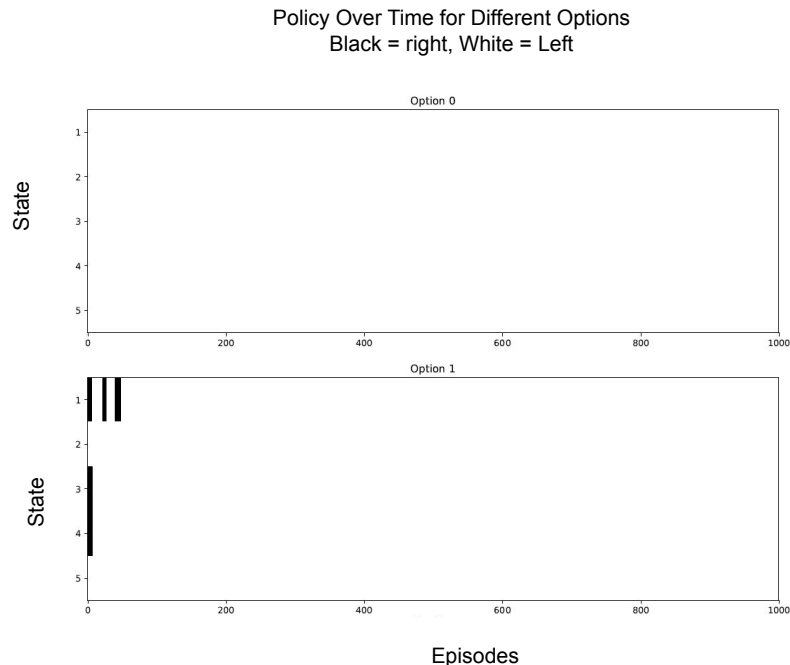 Policy Over Time for Different Options
Black = right, White = Left
Option 0
State
1
2
3
4
5
0 200 400 600 800 1000
Option 1
State
1
2
3
4
5
0 200 400 600 800 1000
Episodes